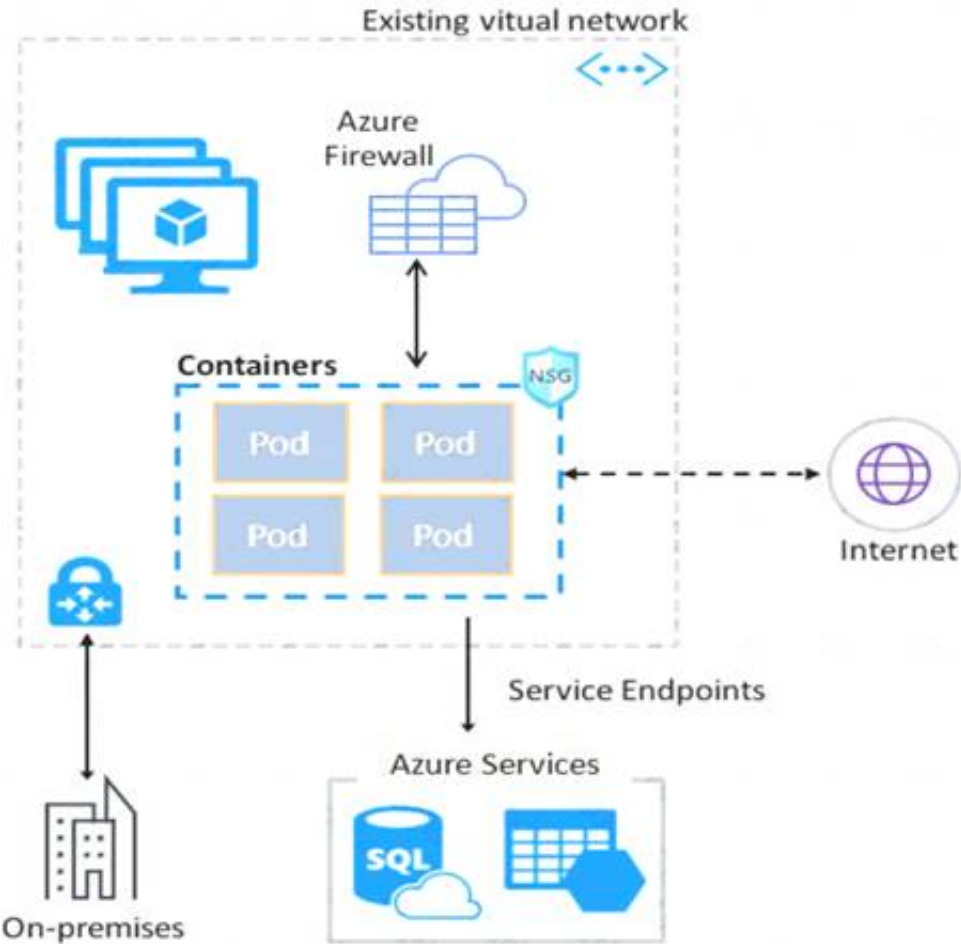 Existing vitual network
Azure
Firewall
Containers
NSG
Pod
Pod
Pod
Pod
Internet
Service Endpoints
Azure Services
SQL
On-premises